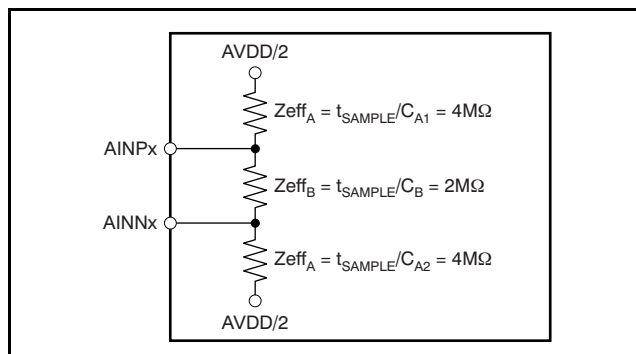 AVDD/2
Zeff_A = t_SAMPLE/C_A1 = 4MΩ
AINPx
Zeff_B = t_SAMPLE/C_B = 2MΩ
AINNx
Zeff_A = t_SAMPLE/C_A2 = 4MΩ
AVDD/2